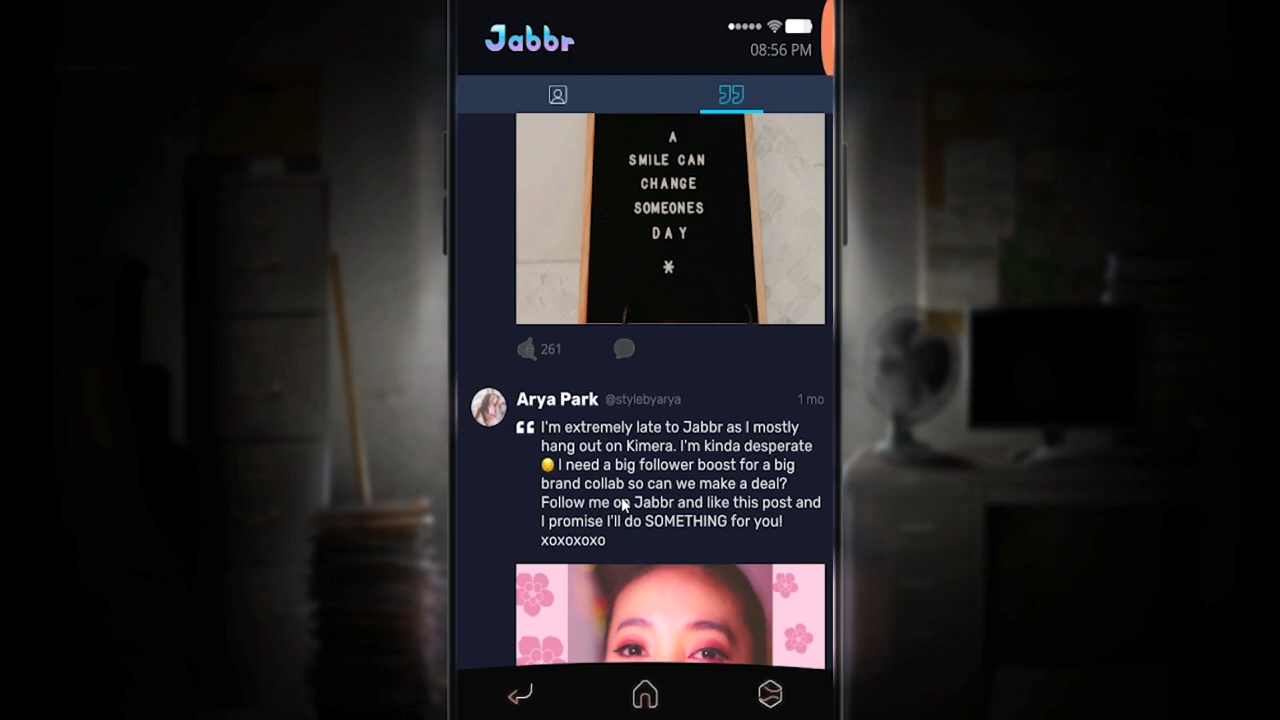 Jabbr
08:56 PM
A
SMILE CAN
CHANGE
SOMEONES
DAY
*
261
Arya Park @stylebyarya 1 mo
I'm extremely late to Jabbr as I mostly
hang out on Kimera. I'm kinda desperate
I need a big follower boost for a big
brand collab so can we make a deal?
Follow me on Jabbr and like this post and
I promise I'll do SOMETHING for you!
xoxoxoxo